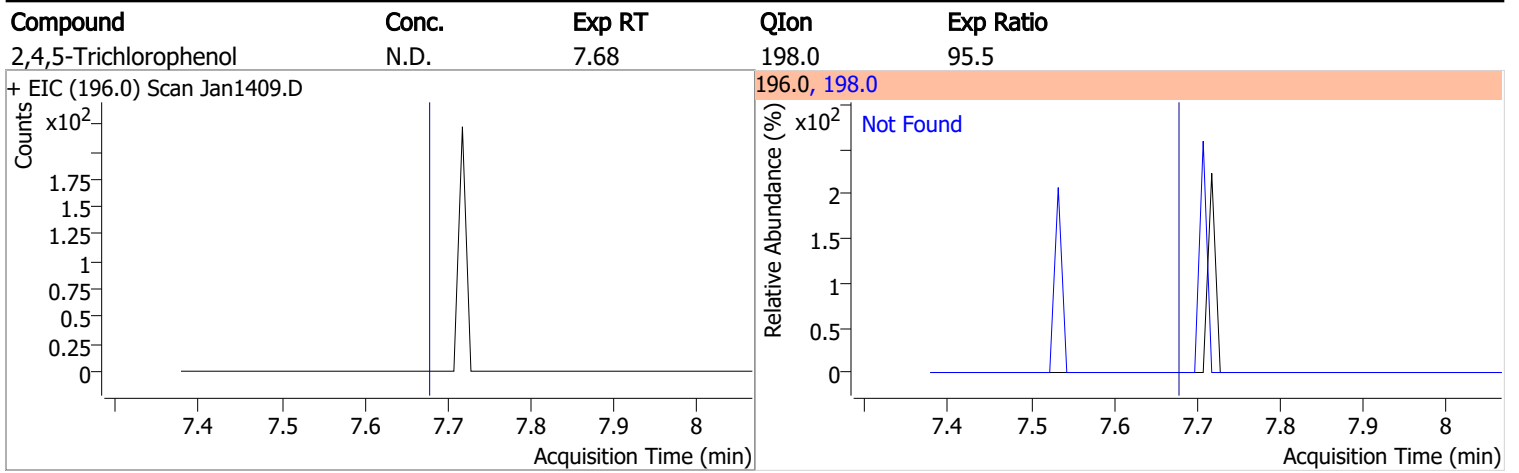 Compound Conc. Exp RT QIon Exp Ratio
2,4,5-Trichlorophenol N.D. 7.68 198.0 95.5
+ EIC (196.0) Scan Jan1409.D
Counts
x10²
1.75
1.5
1.25
1
0.75
0.5
0.25
0
7.4 7.5 7.6 7.7 7.8 7.9 8
Acquisition Time (min)
196.0, 198.0
Relative Abundance (%)
x10²
Not Found
2
1.5
1
0.5
0
7.4 7.5 7.6 7.7 7.8 7.9 8
Acquisition Time (min)